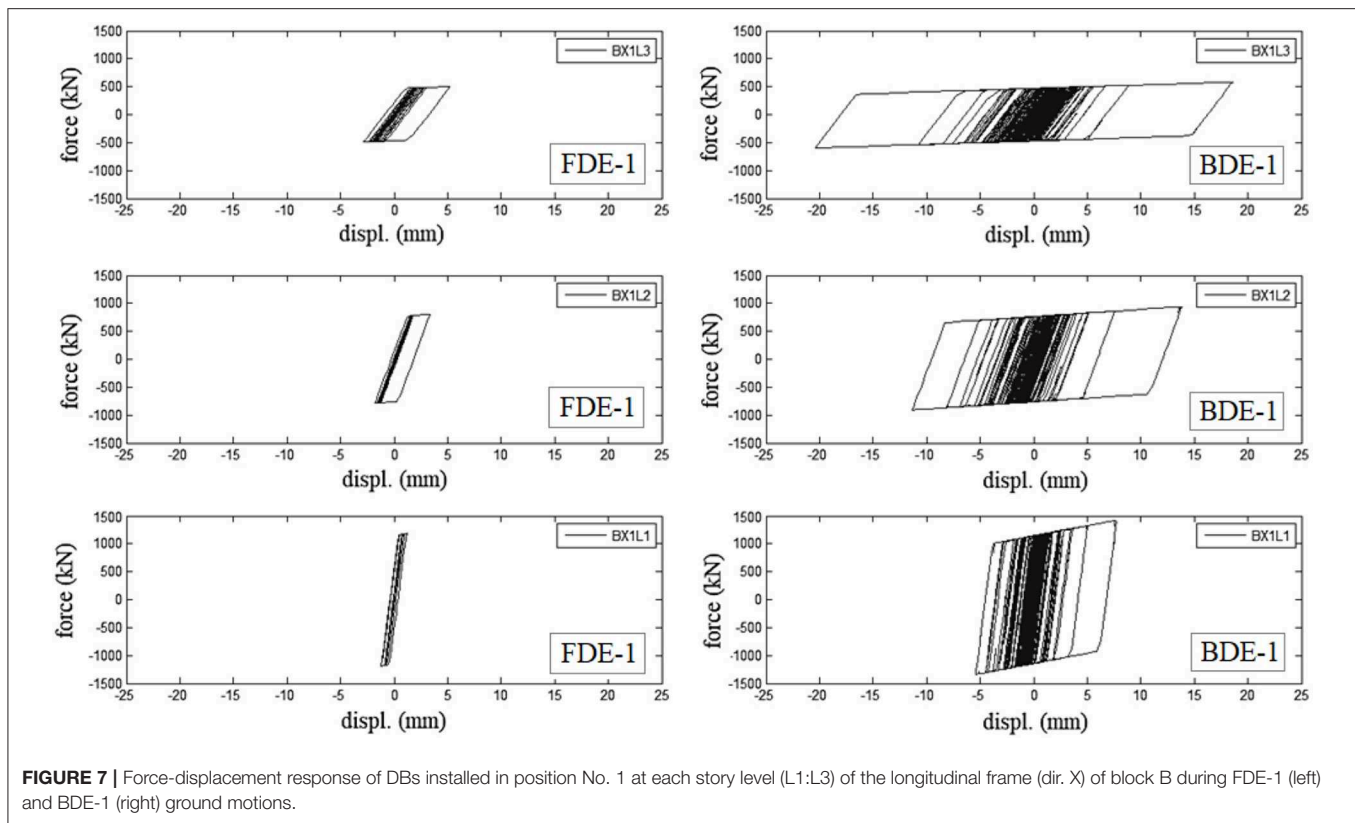 1500
1000
500
0
-500
-1000
-1500
force (kN)
BX1L3
FDE-1
-25 -20 -15 -10 -5 0 5 10 15 20 25
displ. (mm)
1500
1000
500
0
-500
-1000
-1500
force (kN)
BX1L3
BDE-1
-25 -20 -15 -10 -5 0 5 10 15 20 25
displ. (mm)
1500
1000
500
0
-500
-1000
-1500
force (kN)
BX1L2
FDE-1
-25 -20 -15 -10 -5 0 5 10 15 20 25
displ. (mm)
1500
1000
500
0
-500
-1000
-1500
force (kN)
BX1L2
BDE-1
-25 -20 -15 -10 -5 0 5 10 15 20 25
displ. (mm)
1500
1000
500
0
-500
-1000
-1500
force (kN)
BX1L1
FDE-1
-25 -20 -15 -10 -5 0 5 10 15 20 25
displ. (mm)
1500
1000
500
0
-500
-1000
-1500
force (kN)
BX1L1
BDE-1
-25 -20 -15 -10 -5 0 5 10 15 20 25
displ. (mm)
FIGURE 7 | Force-displacement response of DBs installed in position No. 1 at each story level (L1:L3) of the longitudinal frame (dir. X) of block B during FDE-1 (left)
and BDE-1 (right) ground motions.